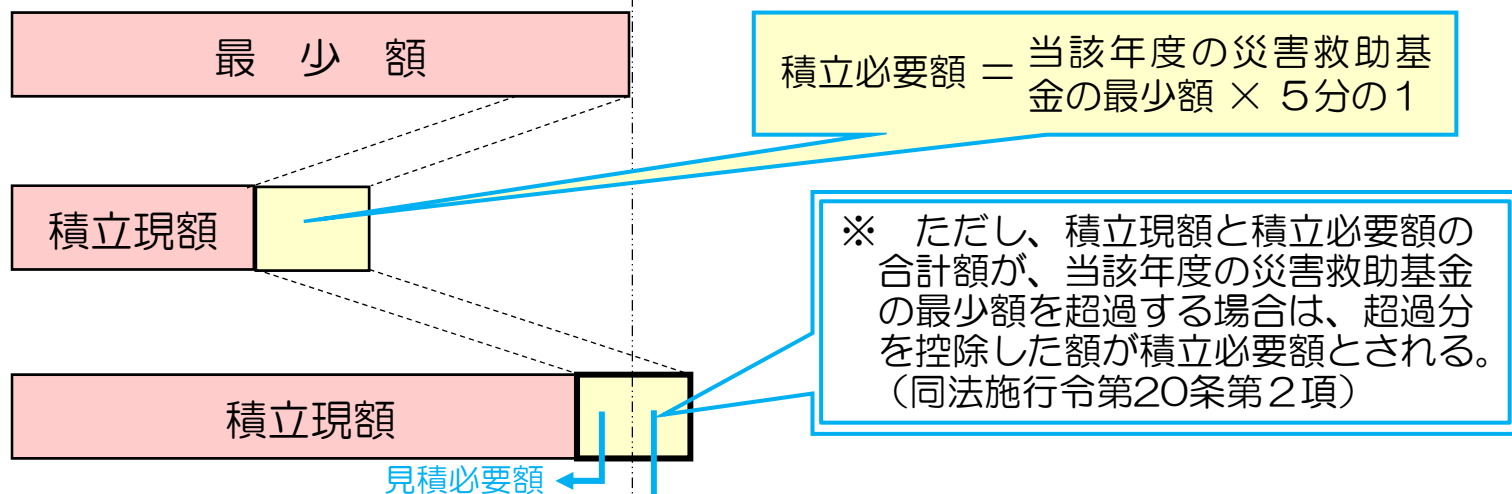 最 少 額
積立必要額 ＝ 当該年度の災害救助基
金の最少額 × ５分の１
積立現額
※ ただし、積立現額と積立必要額の
合計額が、当該年度の災害救助基金
の最少額を超過する場合は、超過分
を控除した額が積立必要額とされる。
（同法施行令第20条第２項）
積立現額
見積必要額